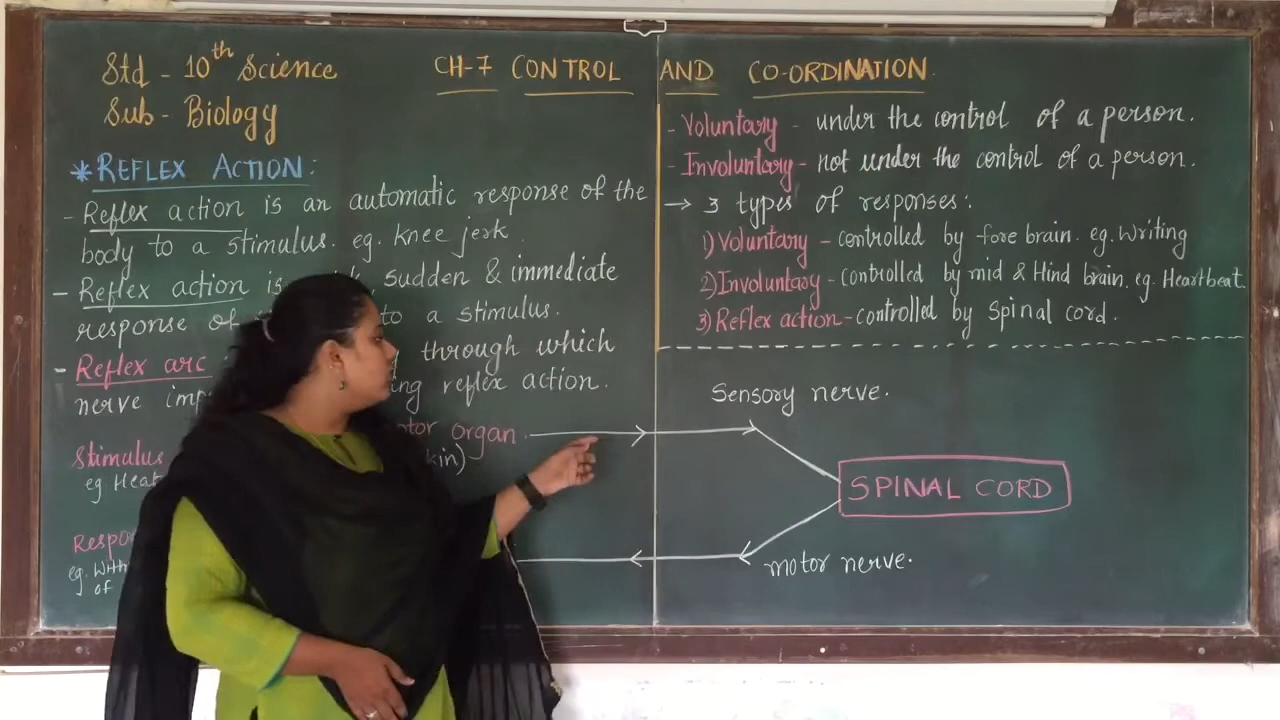 Std - 10th Science
Sub - Biology
CH-7 CONTROL AND CO-ORDINATION.
* REFLEX ACTION:
- Reflex action is an automatic response of the
body to a stimulus. eg. knee jerk.
- Reflex action is sudden & immediate
response of to a stimulus.
- Reflex arc through which
nerve reflex action.
Stimulus organ.
eg Heat
eg.
of
- Voluntary - under the control of a person.
- Involuntary - not under the control of a person.
→ 3 types of responses:
1) Voluntary - controlled by fore brain. eg. Writing
2) Involuntary - controlled by mid & Hind brain. eg. Heartbeat.
3) Reflex action - controlled by Spinal cord.
Sensory nerve.
SPINAL CORD
motor nerve.